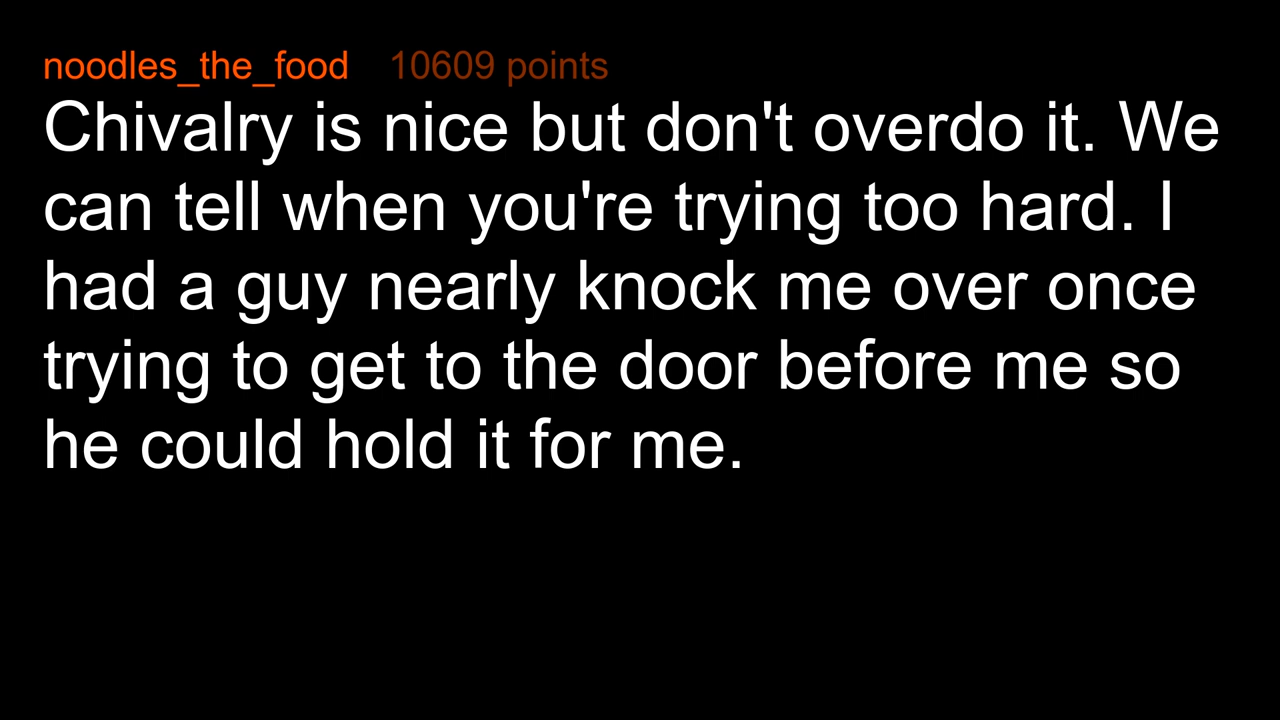 noodles_the_food 10609 points
Chivalry is nice but don't overdo it. We
can tell when you're trying too hard. I
had a guy nearly knock me over once
trying to get to the door before me so
he could hold it for me.